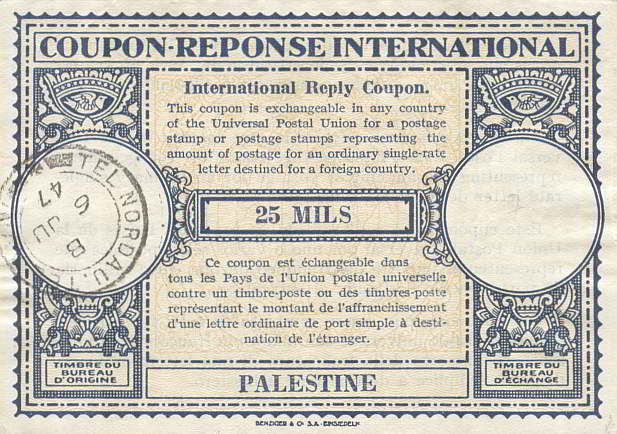 COUPON-REPONSE INTERNATIONAL
International Reply Coupon.
This coupon is exchangeable in any country
of the Universal Postal Union for a postage
stamp or postage stamps representing the
amount of postage for an ordinary single-rate
letter destined for a foreign country.
25 MILS
Ce coupon est échangeable dans
tous les Pays de l'Union postale universelle
contre un timbre-poste ou des timbres-poste
représentant le montant de l'affranchissement
d'une lettre ordinaire de port simple à desti-
nation de l'étranger.
TEL NORDAU.
B
6 JU
47
TIMBRE DU
BUREAU
D'ORIGINE
PALESTINE
TIMBRE DU
BUREAU
D'ÉCHANGE
BENZIGER & Co S.A. - EINSIEDELN